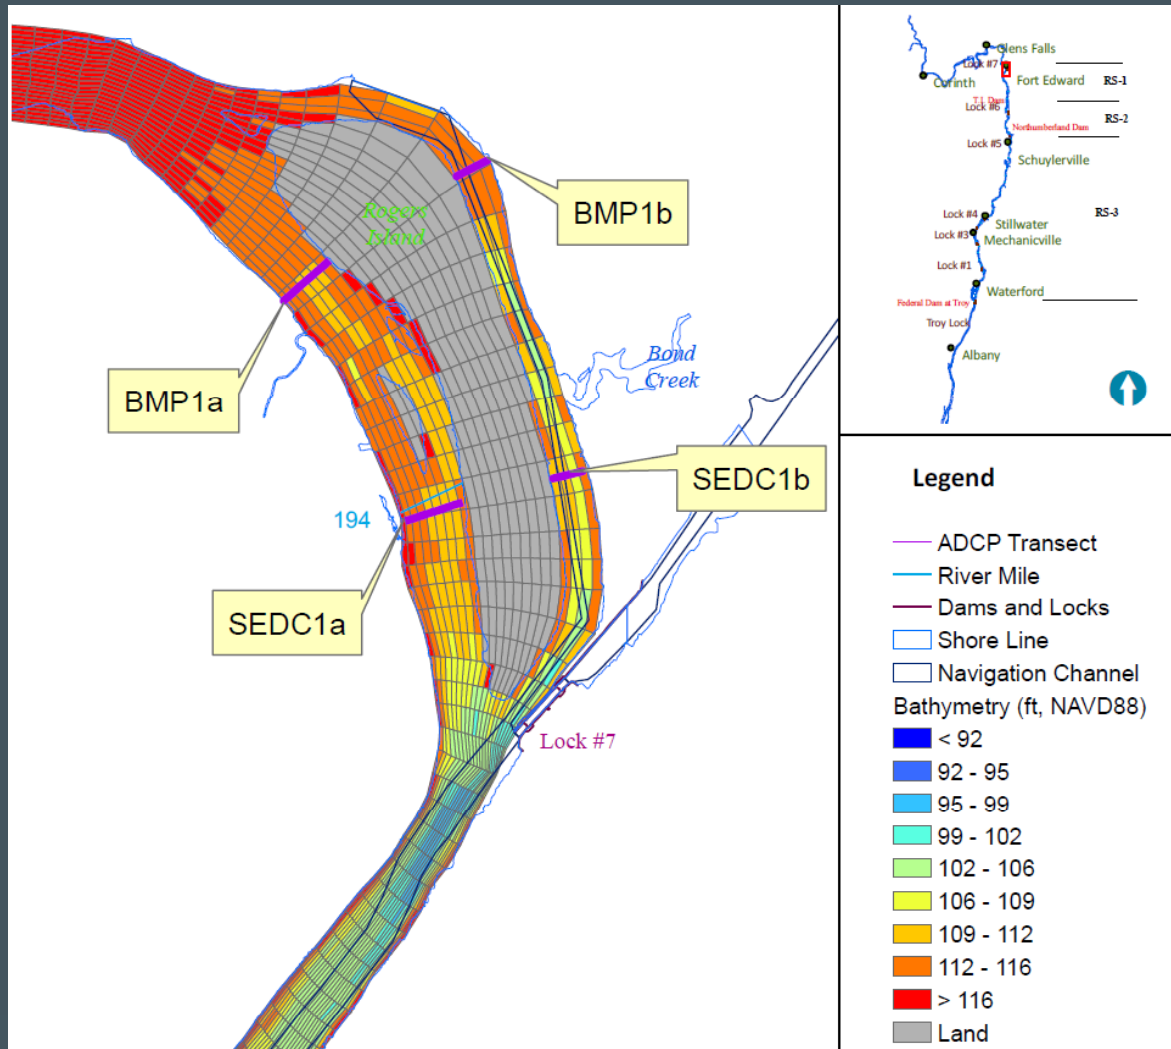 Rogers
Island
BMP1b
BMP1a
Bond
Creek
SEDC1b
194
SEDC1a
Lock #7
Glens Falls
Lock #7
Corinth
Fort Edward
RS-1
T.I. Dam
Lock #6
RS-2
Northumberland Dam
Lock #5
Schuylerville
Lock #4
RS-3
Stillwater
Lock #3
Mechanicville
Lock #1
Waterford
Federal Dam at Troy
Troy Lock
Albany
Legend
ADCP Transect
River Mile
Dams and Locks
Shore Line
Navigation Channel
Bathymetry (ft, NAVD88)
< 92
92 - 95
95 - 99
99 - 102
102 - 106
106 - 109
109 - 112
112 - 116
> 116
Land